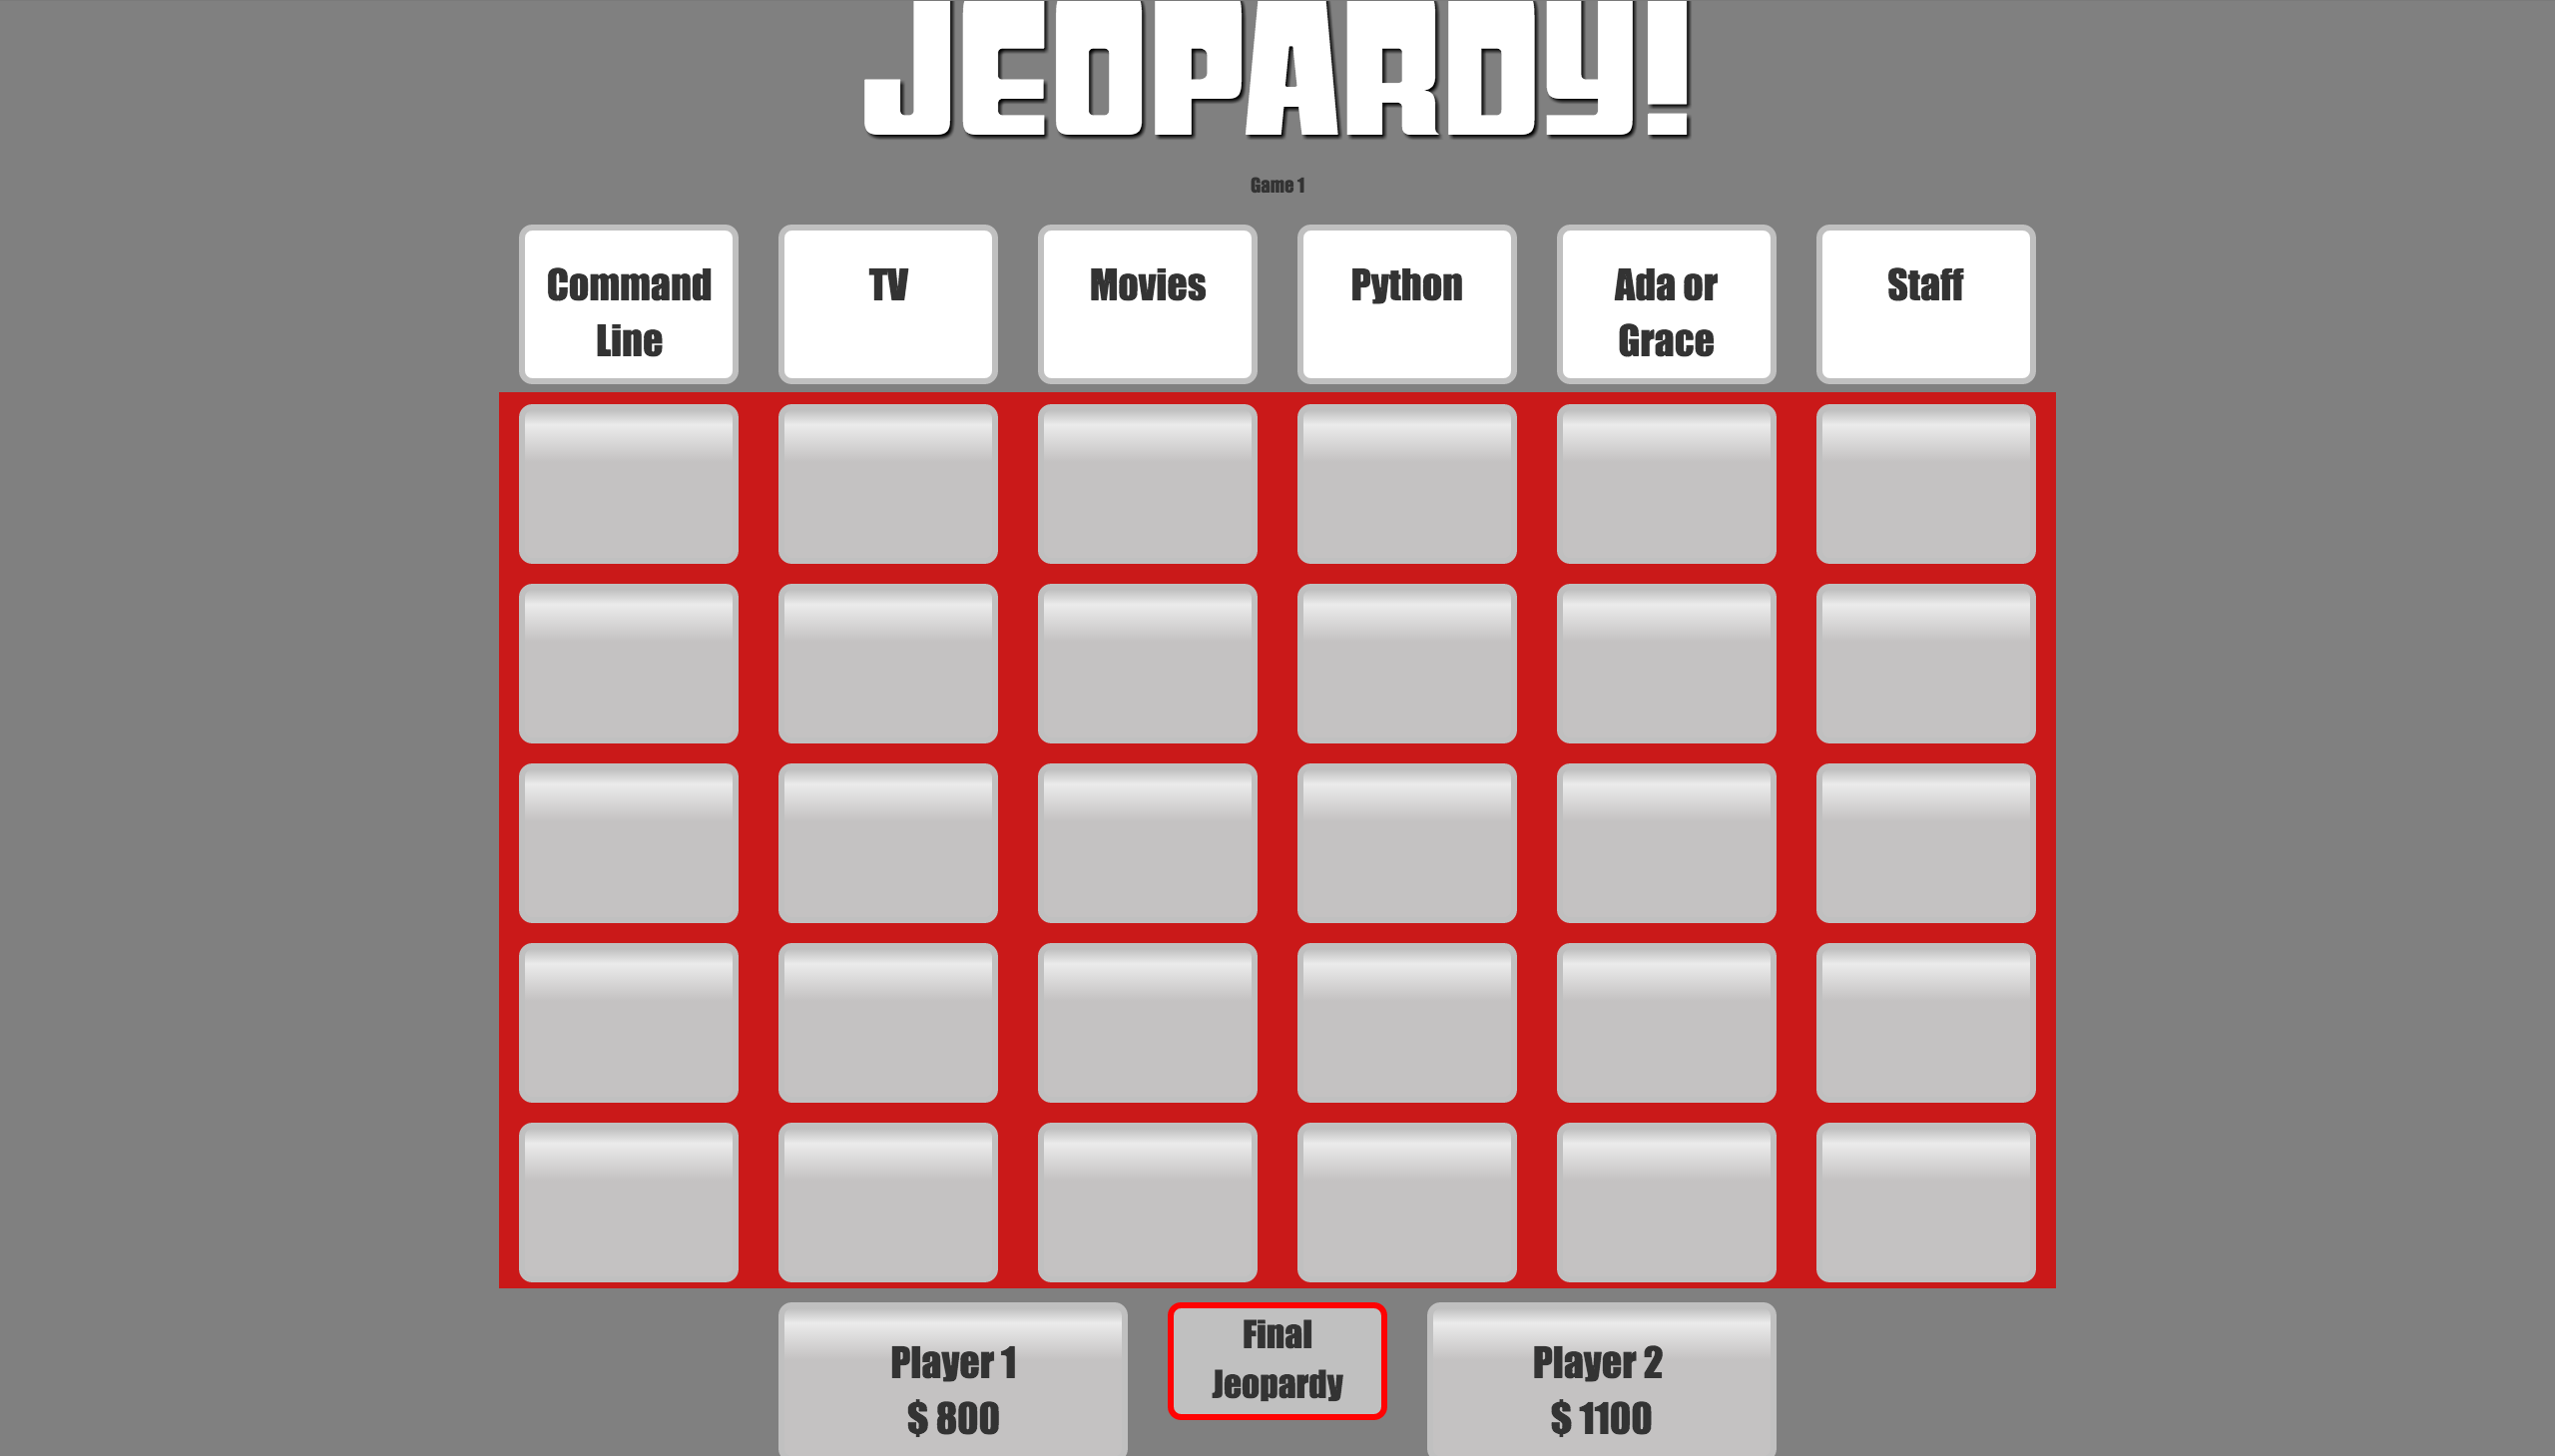 JEOPARDY!
Game 1
Command
Line
TV
Movies
Python
Ada or
Grace
Staff
Player 1
$ 800
Final
Jeopardy
Player 2
$ 1100